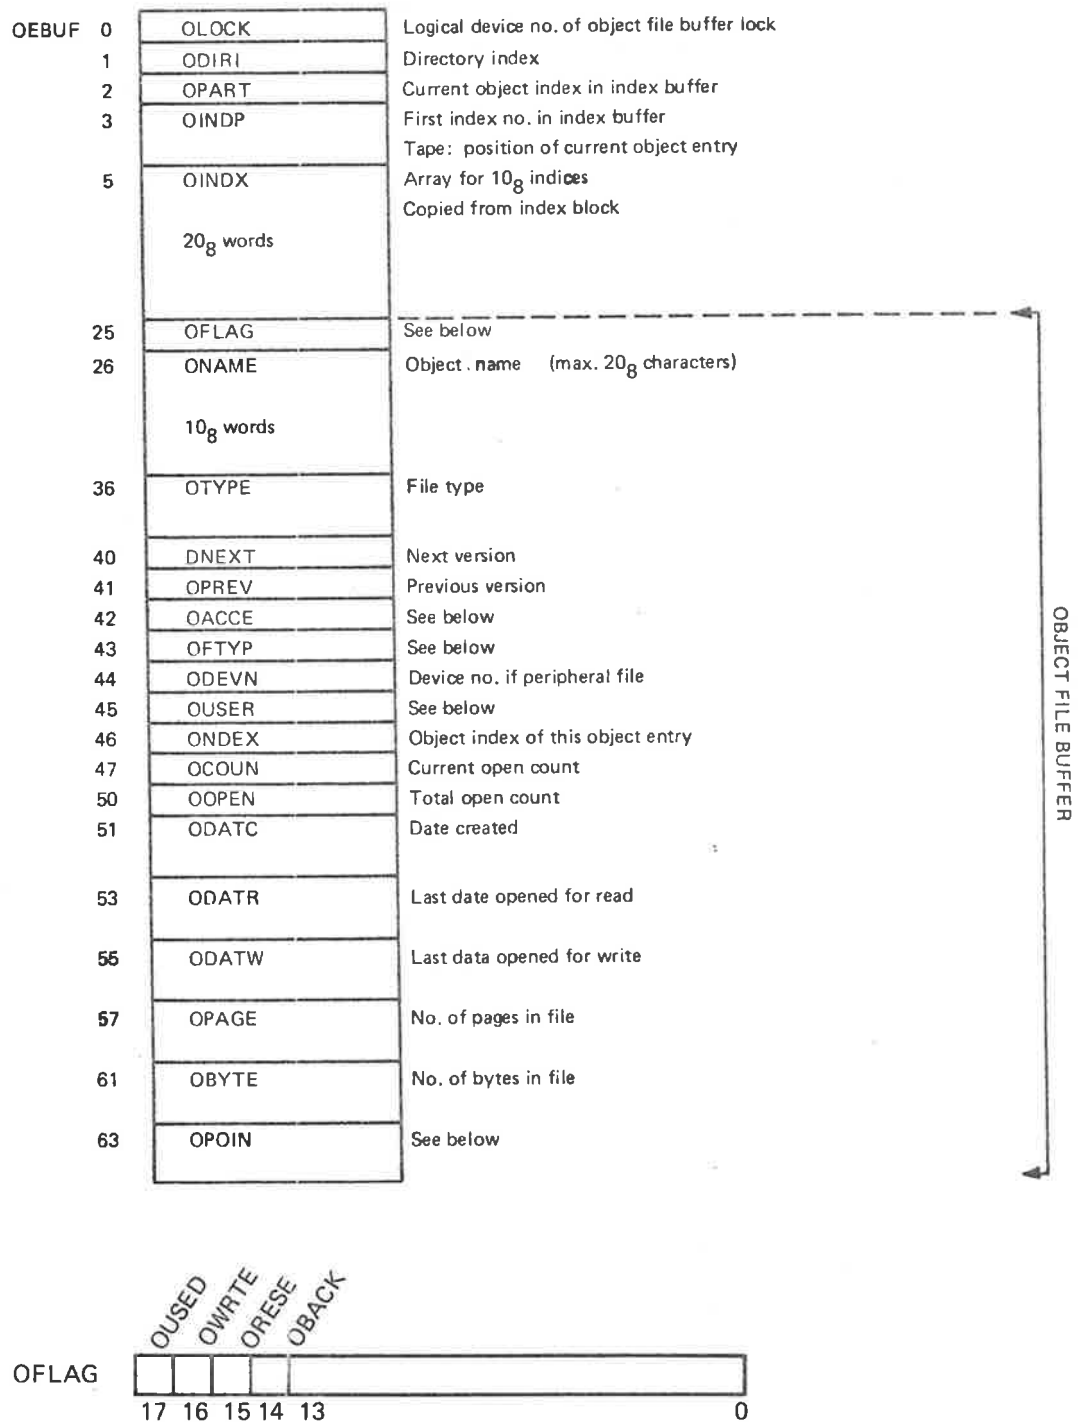 OEBUF 0 OLOCK Logical device no. of object file buffer lock
1 ODIRI Directory index
2 OPART Current object index in index buffer
3 OINDP First index no. in index buffer
Tape: position of current object entry
5 OINDX Array for 10₈ indices
Copied from index block
20₈ words
25 OFLAG See below
26 ONAME Object.name (max. 20₈ characters)
10₈ words
36 OTYPE File type
40 DNEXT Next version
41 OPREV Previous version
42 OACCE See below
43 OFTYP See below
44 ODEVN Device no. if peripheral file
45 OUSER See below
46 ONDEX Object index of this object entry
47 OCOUN Current open count
50 OOPEN Total open count
51 ODATC Date created
53 ODATR Last date opened for read
55 ODATW Last data opened for write
57 OPAGE No. of pages in file
61 OBYTE No. of bytes in file
63 OPOIN See below
OBJECT FILE BUFFER
OUSED OWRTE ORESE OBACK
OFLAG
17 16 15 14 13 0